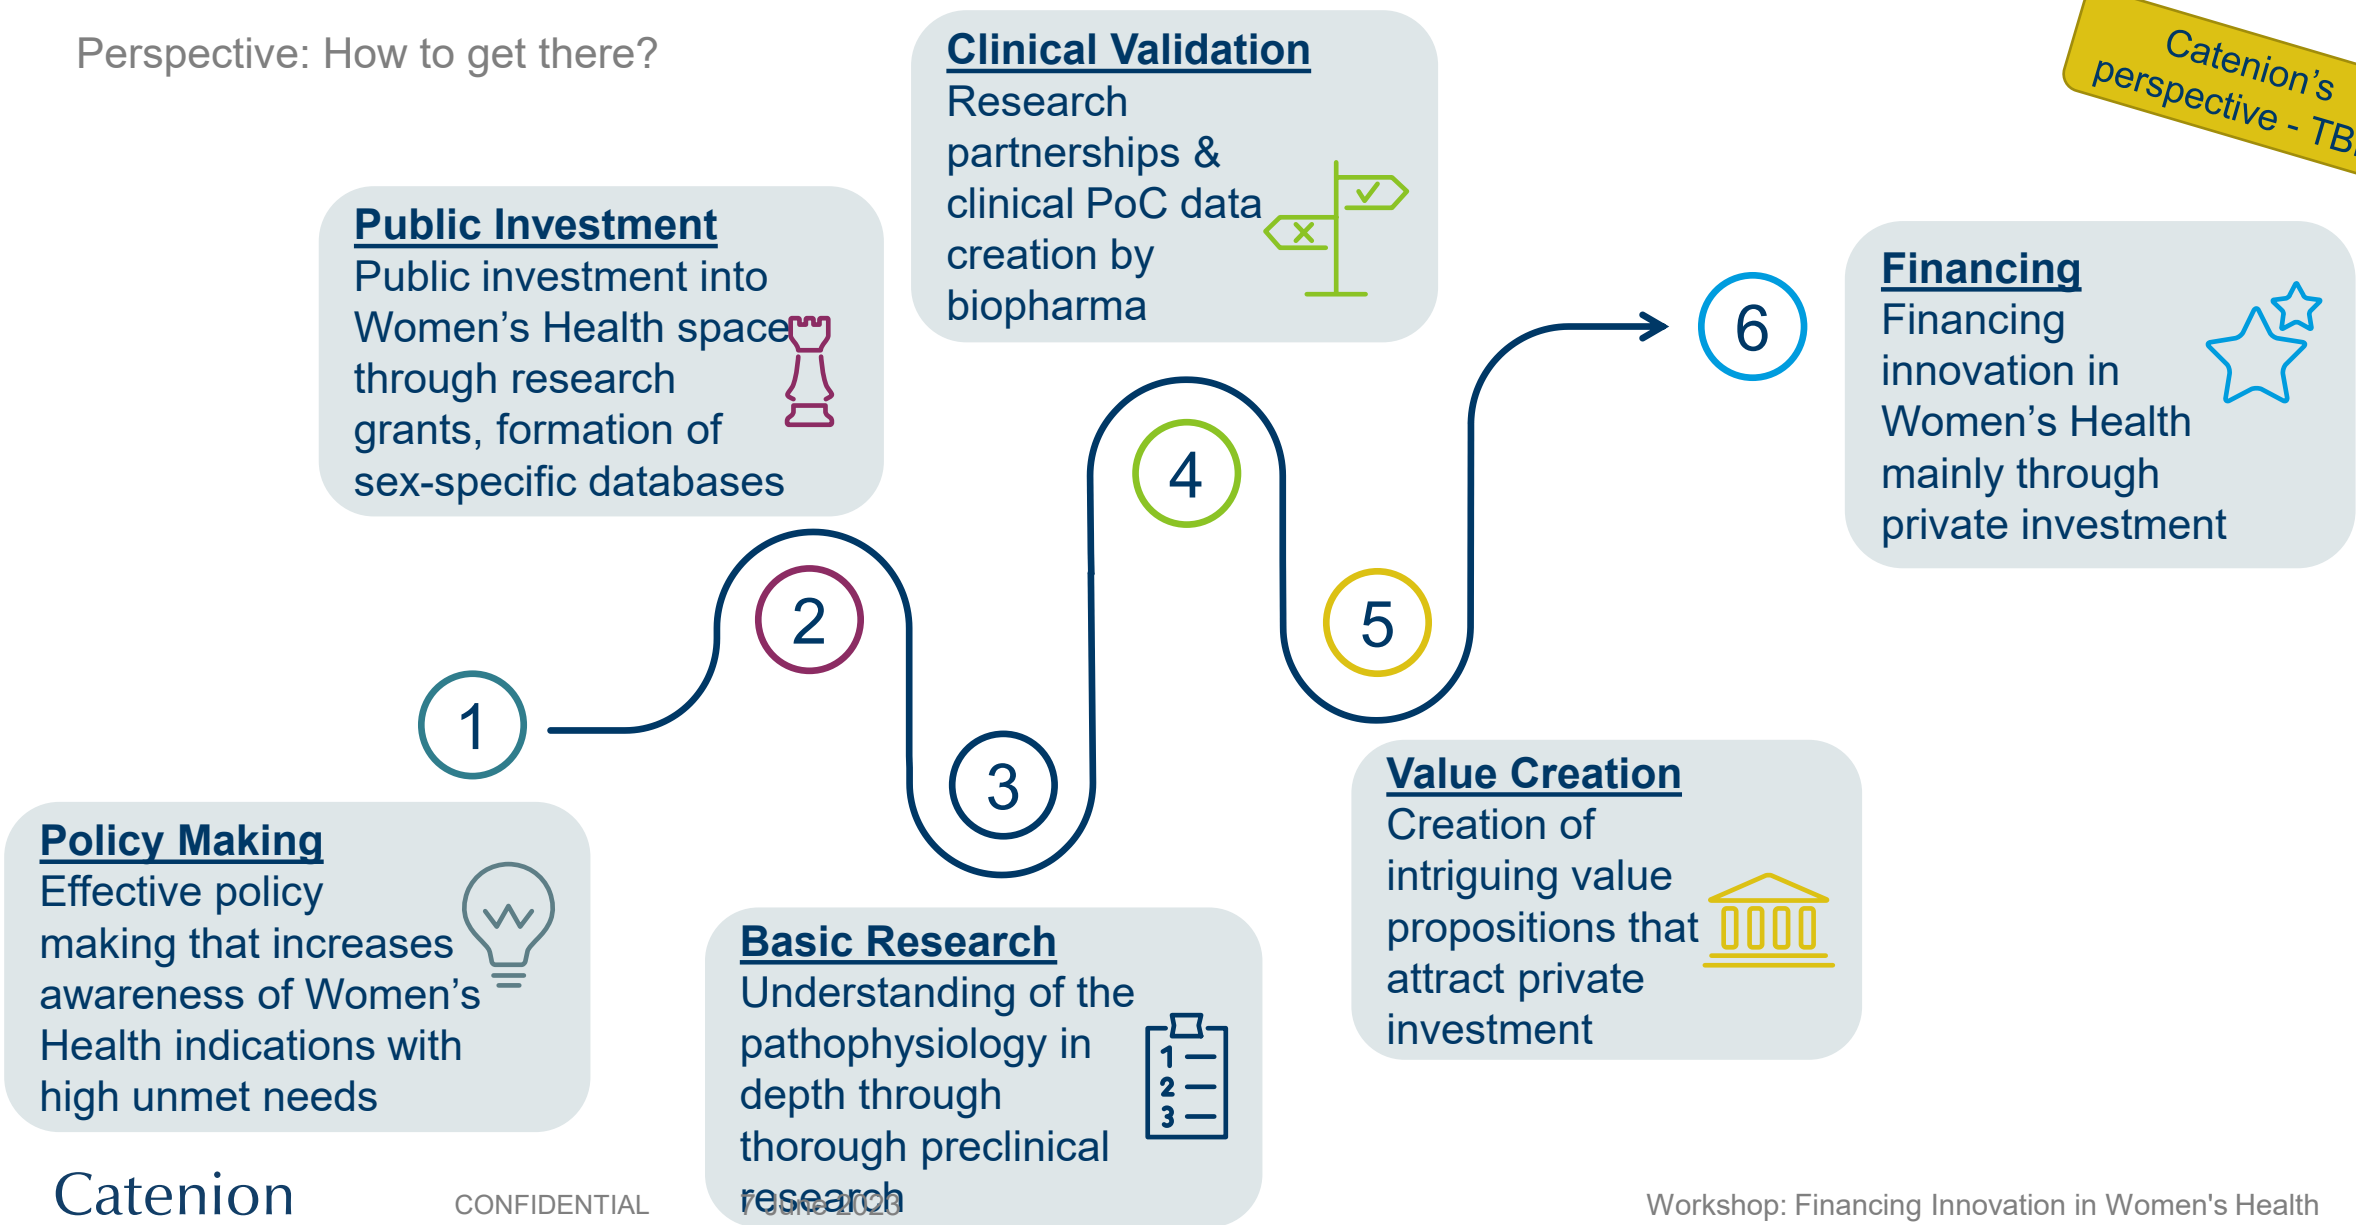 Perspective: How to get there?
Catenion’s
perspective -
1
Policy Making
Effective policy
making that increases
awareness of Women’s
Health indications with
high unmet needs
2
Public Investment
Public investment into
Women’s Health space
through research
grants, formation of
sex-specific databases
3
Basic Research
Understanding of the
pathophysiology in
depth through
thorough preclinical
research
1
2
3
4
Clinical Validation
Research
partnerships &
clinical PoC data
creation by
biopharma
5
Value Creation
Creation of
intriguing value
propositions that
attract private
investment
6
Financing
Financing
innovation in
Women’s Health
mainly through
private investment
Catenion
CONFIDENTIAL
7 June 2023
Workshop: Financing Innovation in Women's Health